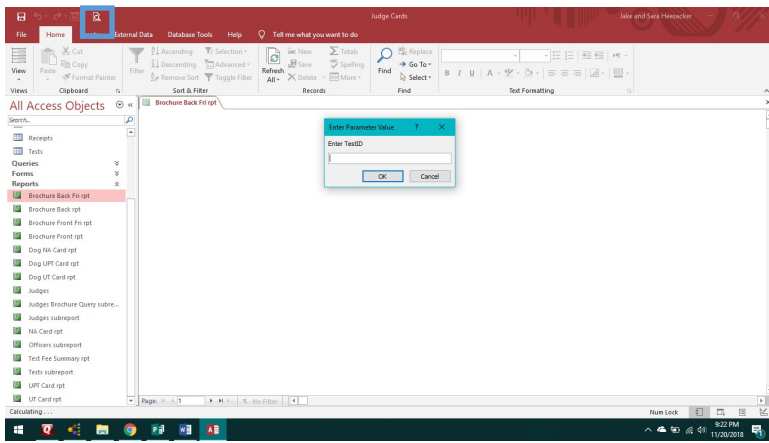 Judge Cards
Jake and Sara Heesacker
File Home External Data Database Tools Help Tell me what you want to do
View
Views
Paste
Cut
Copy
Format Painter
Clipboard
Filter
Ascending
Descending
Remove Sort
Selection
Advanced
Toggle Filter
Sort & Filter
Refresh
All
New
Save
Delete
Totals
Spelling
More
Records
Find
Replace
Go To
Select
Find
B I U A
Text Formatting
All Access Objects
Search...
Receipts
Tests
Queries
Forms
Reports
Brochure Back Fri rpt
Brochure Back rpt
Brochure Front Fri rpt
Brochure Front rpt
Dog NA Card rpt
Dog UPT Card rpt
Dog UT Card rpt
Judges
Judges Brochure Query subre...
Judges subreport
NA Card rpt
Officers subreport
Test Fee Summary rpt
Tests subreport
UPT Card rpt
UT Card rpt
Brochure Back Fri rpt
Enter Parameter Value ? ×
Enter TestID
OK Cancel
Page: 1 No Filter
Calculating . . .
Num Lock
9:22 PM
11/20/2018